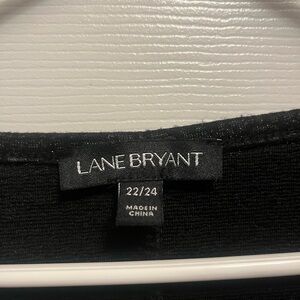 LANE BRYANT
22/24
MADE IN
CHINA